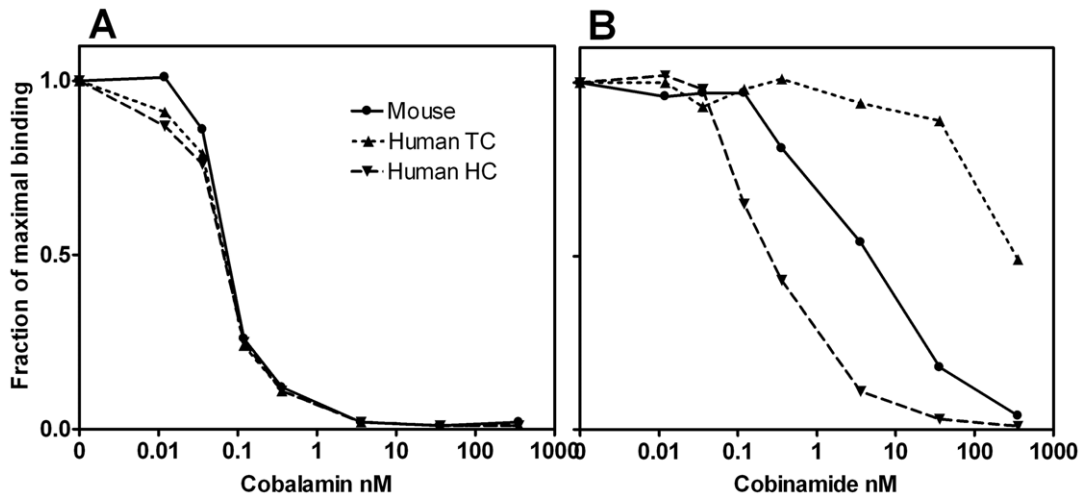 A
Fraction of maximal binding
1.0
0.5
0.0
Mouse
Human TC
Human HC
0 0.01 0.1 1 10 100 1000
Cobalamin nM
B
0 0.01 0.1 1 10 100 1000
Cobinamide nM